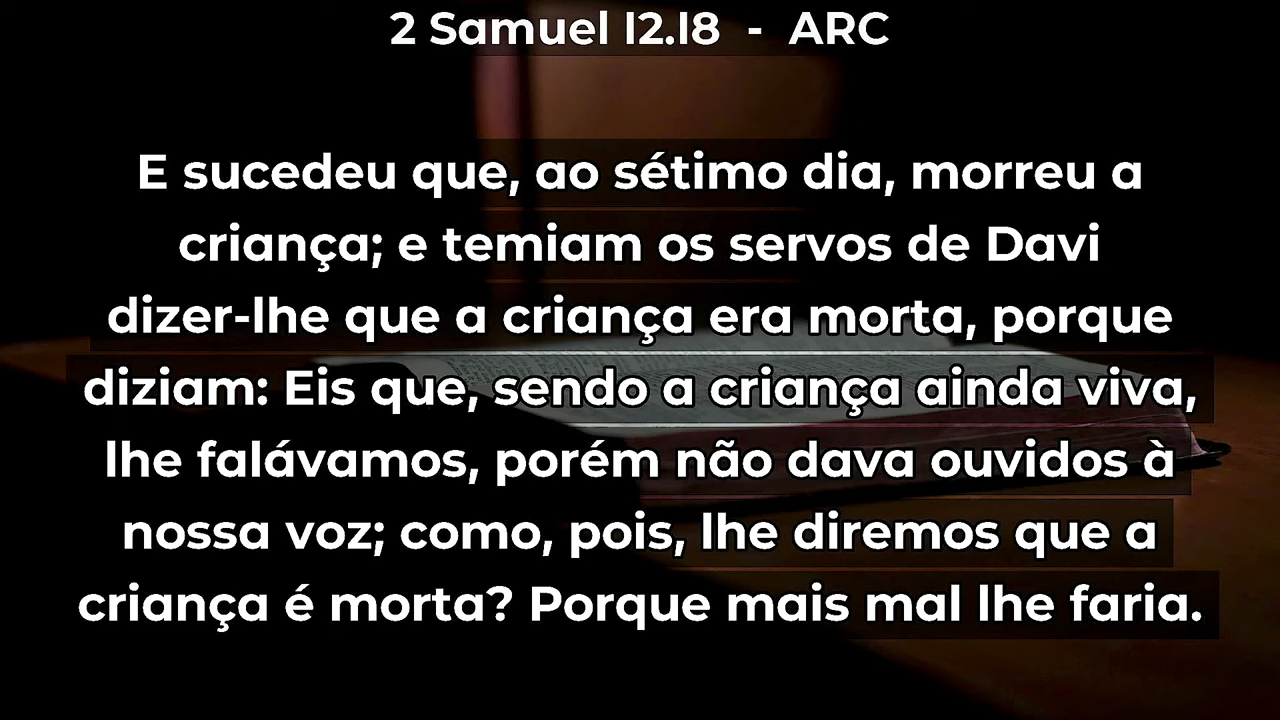 2 Samuel 12.18 - ARC
E sucedeu que, ao sétimo dia, morreu a
criança; e temiam os servos de Davi
dizer-lhe que a criança era morta, porque
diziam: Eis que, sendo a criança ainda viva,
lhe falávamos, porém não dava ouvidos à
nossa voz; como, pois, lhe diremos que a
criança é morta? Porque mais mal lhe faria.